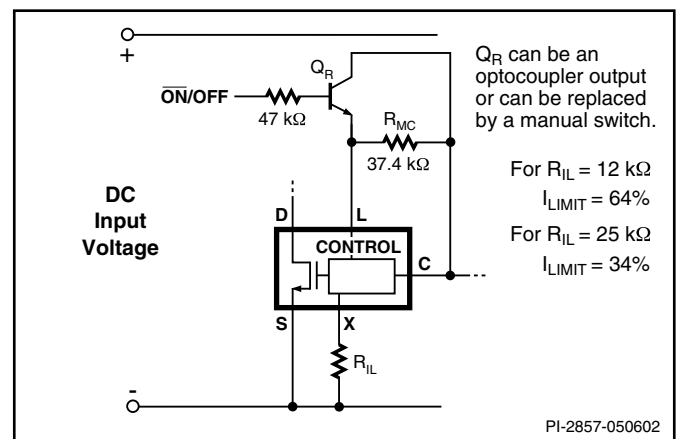 +
Q_R
O̅N̅/OFF
47 kΩ
R_MC
37.4 kΩ
Q_R can be an
optocoupler output
or can be replaced
by a manual switch.
For R_IL = 12 kΩ
I_LIMIT = 64%
For R_IL = 25 kΩ
I_LIMIT = 34%
DC
Input
Voltage
D
L
CONTROL
C
S
X
R_IL
-
PI-2857-050602